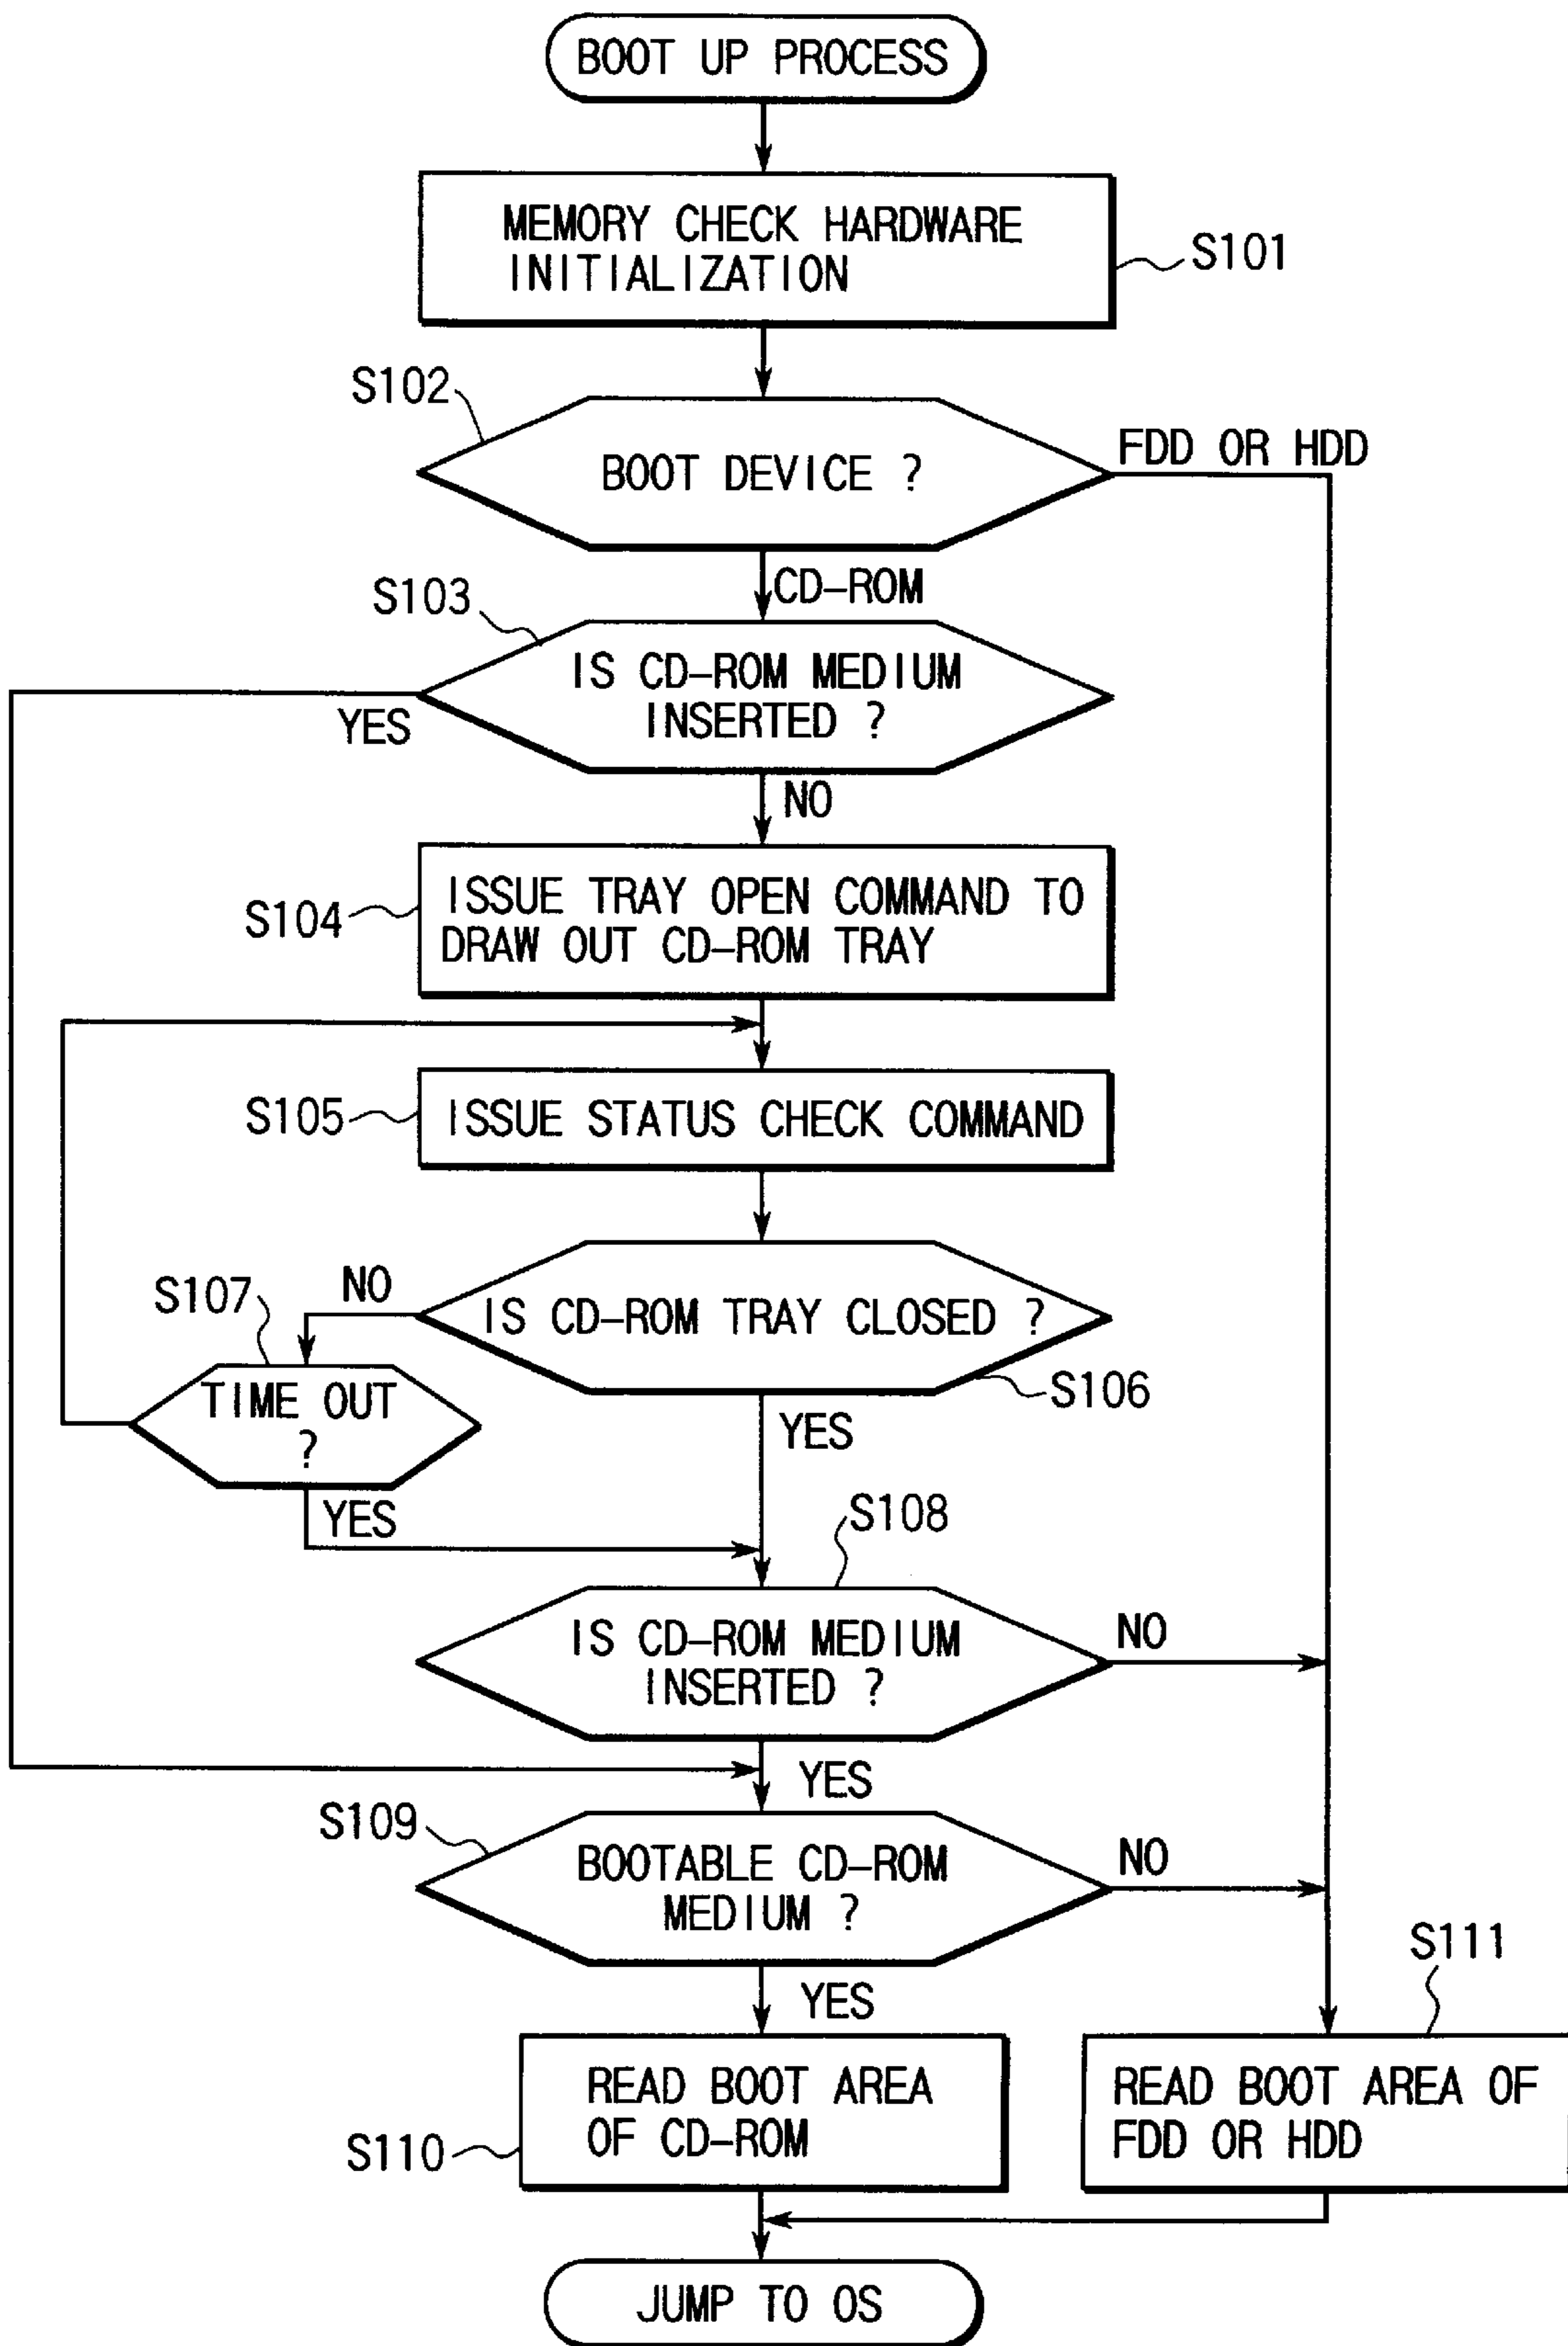 BOOT UP PROCESS
MEMORY CHECK HARDWARE
INITIALIZATION
S101
S102
BOOT DEVICE ?
FDD OR HDD
CD-ROM
S103
IS CD-ROM MEDIUM
INSERTED ?
YES
NO
S104
ISSUE TRAY OPEN COMMAND TO
DRAW OUT CD-ROM TRAY
S105
ISSUE STATUS CHECK COMMAND
S107
NO
IS CD-ROM TRAY CLOSED ?
S106
TIME OUT
?
YES
YES
S108
IS CD-ROM MEDIUM
INSERTED ?
NO
YES
S109
BOOTABLE CD-ROM
MEDIUM ?
NO
YES
S111
READ BOOT AREA
OF CD-ROM
S110
READ BOOT AREA OF
FDD OR HDD
JUMP TO OS